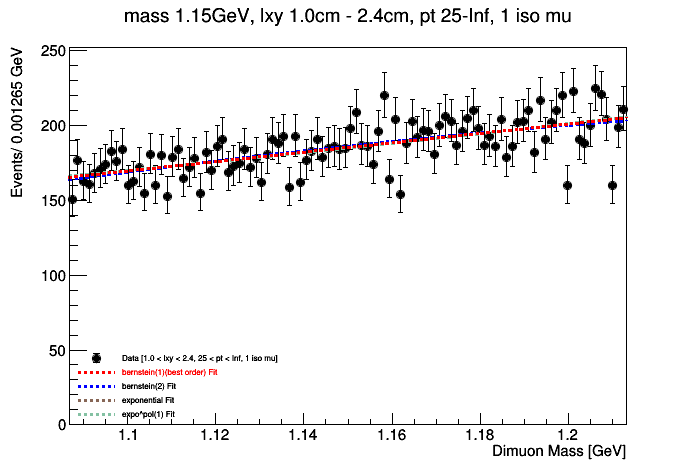 mass 1.15GeV, lxy 1.0cm - 2.4cm, pt 25-Inf, 1 iso mu
Events/ 0.001265 GeV
250
200
150
100
50
0
Data [1.0 < lxy < 2.4, 25 < pt < Inf, 1 iso mu]
bernstein(1)(best order) Fit
bernstein(2) Fit
exponential Fit
expo*pol(1) Fit
1.1 1.12 1.14 1.16 1.18 1.2
Dimuon Mass [GeV]